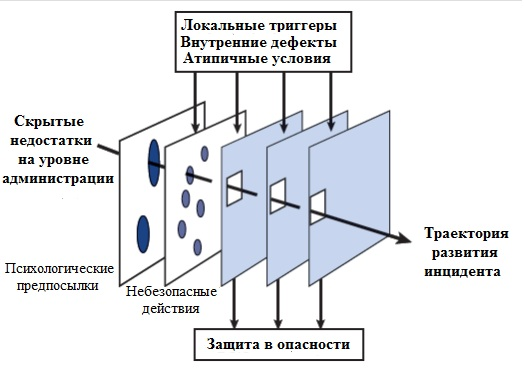 Локальные триггеры
Внутренние дефекты
Атипичные условия
Скрытые
недостатки
на уровне
администрации
Психологические
предпосылки
Небезопасные
действия
Траектория
развития
инцидента
Защита в опасности